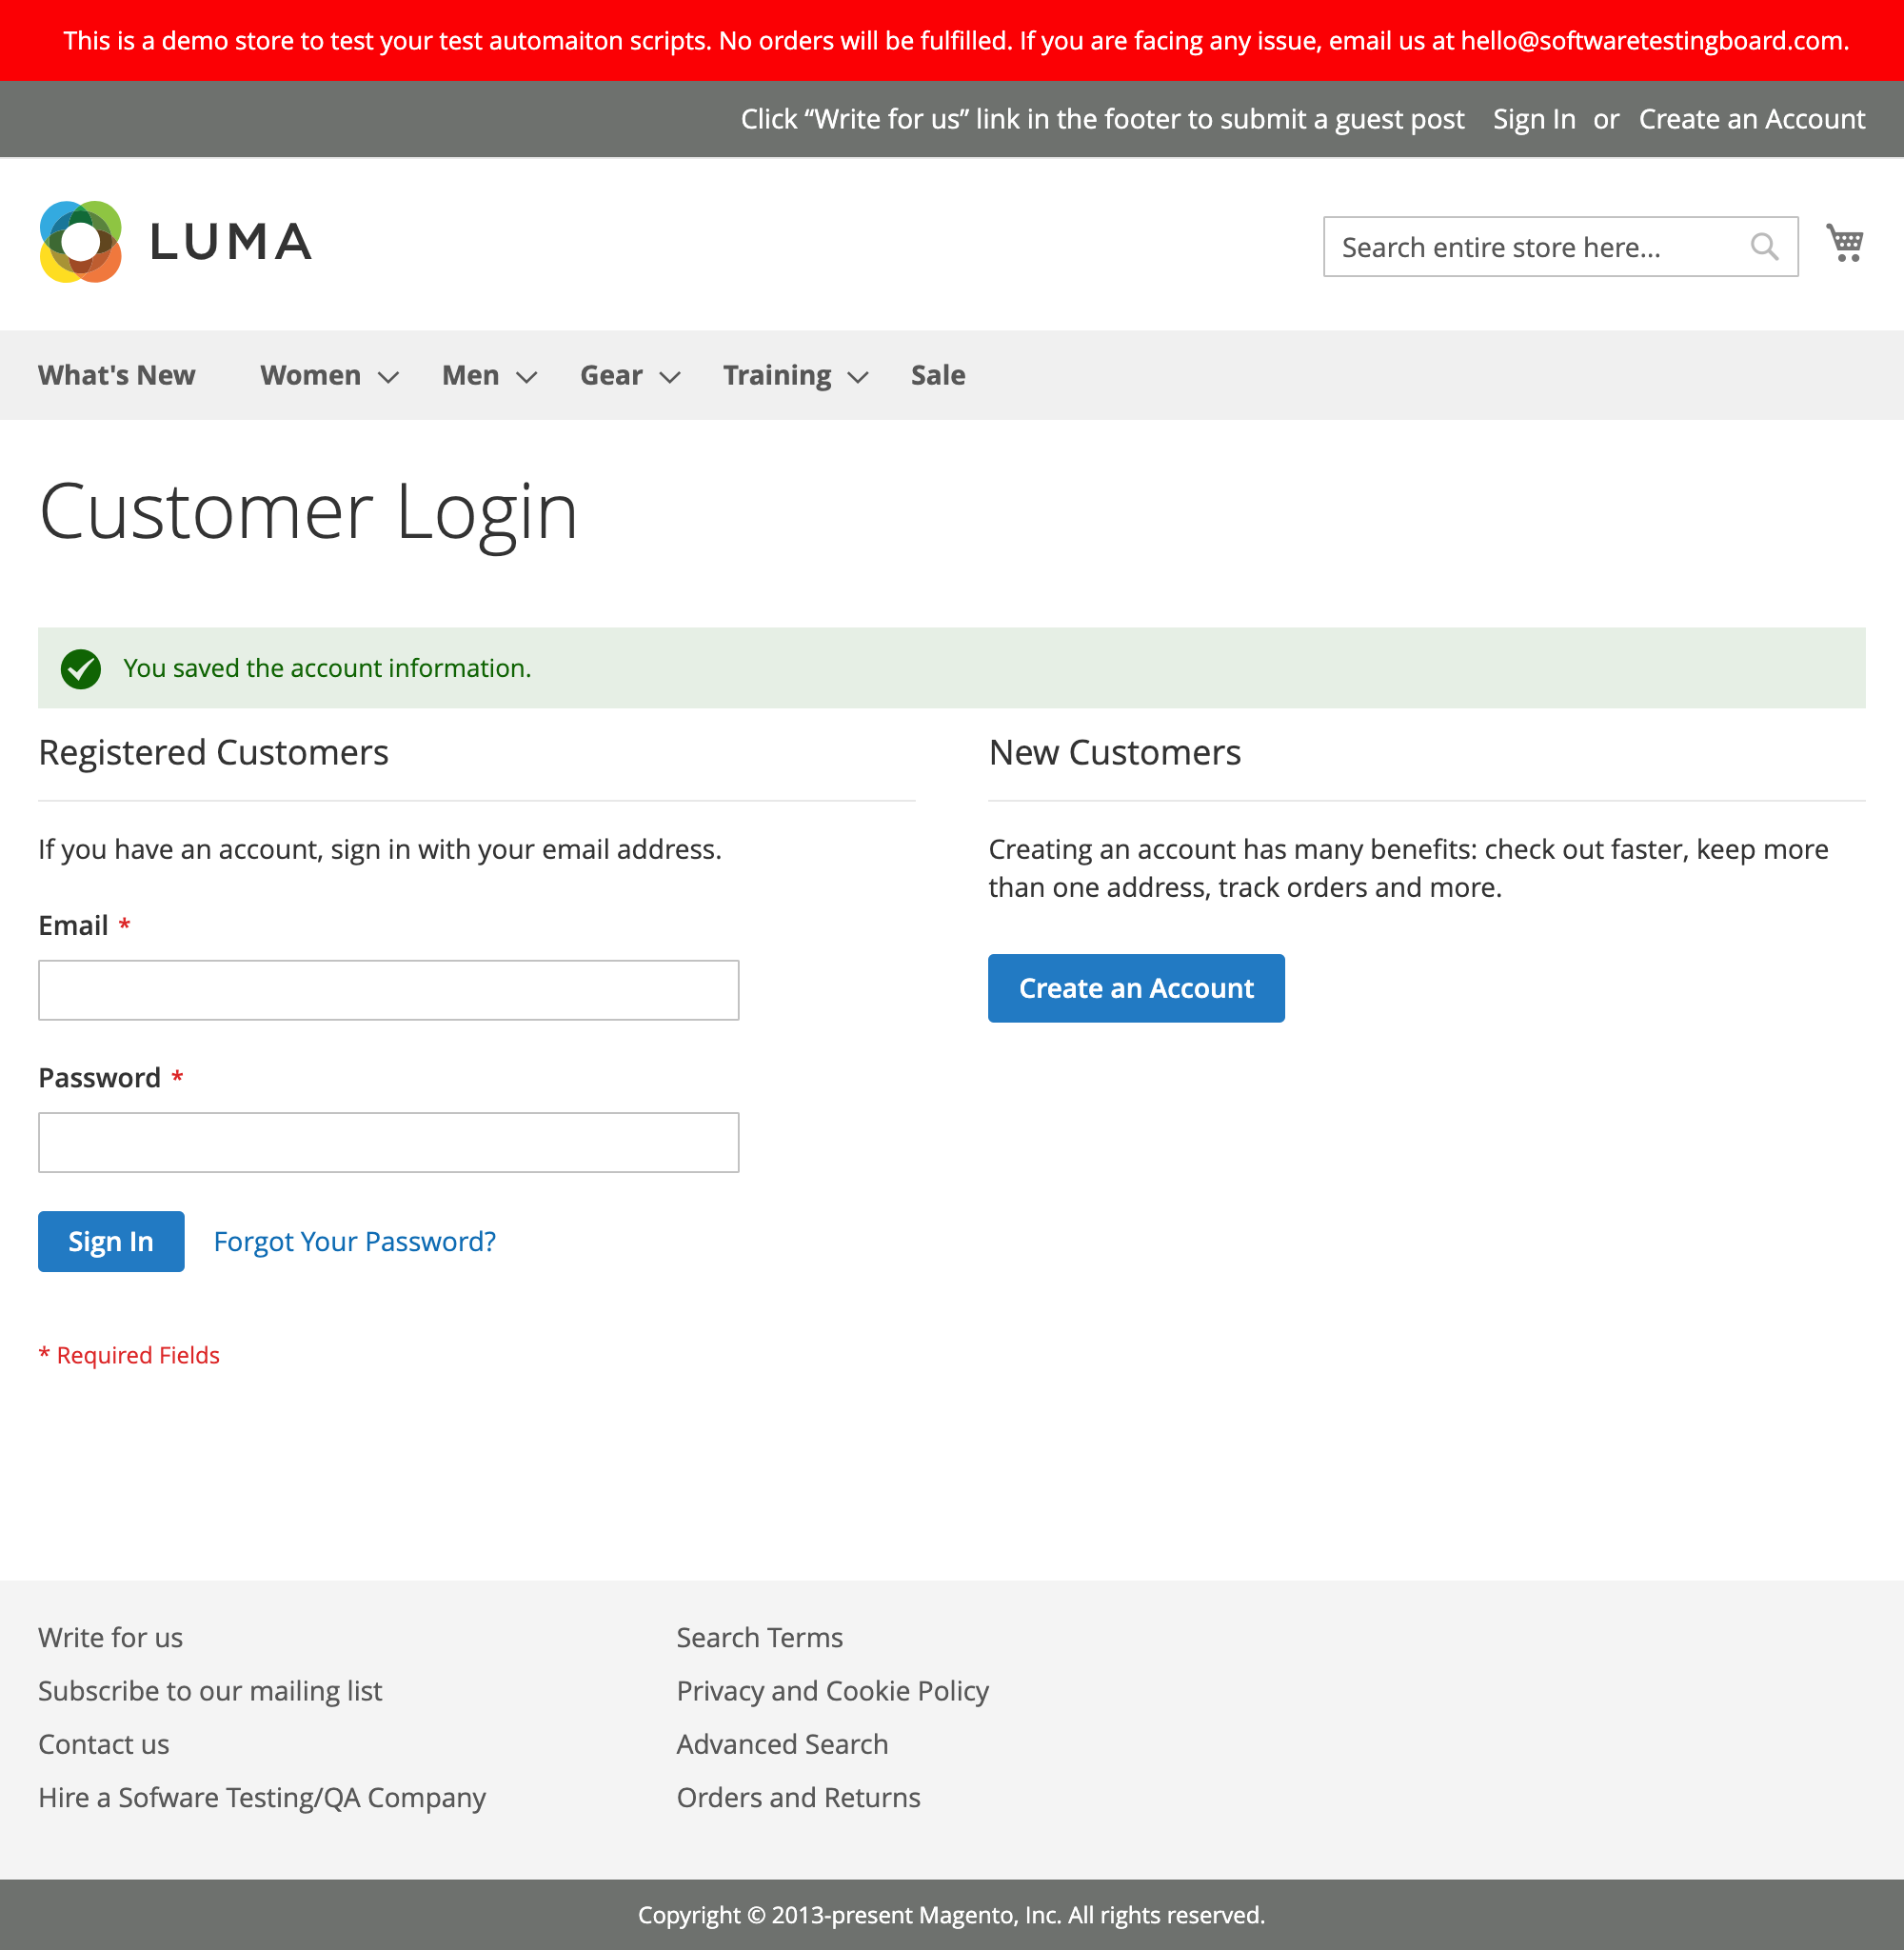 This is a demo store to test your test automaiton scripts. No orders will be fulfilled. If you are facing any issue, email us at hello@softwaretestingboard.com.
Click “Write for us” link in the footer to submit a guest post Sign In or Create an Account
LUMA
Search entire store here...
What's New Women Men Gear Training Sale
Customer Login
You saved the account information.
Registered Customers
If you have an account, sign in with your email address.
Email *
Password *
Sign In Forgot Your Password?
* Required Fields
New Customers
Creating an account has many benefits: check out faster, keep more
than one address, track orders and more.
Create an Account
Write for us
Subscribe to our mailing list
Contact us
Hire a Sofware Testing/QA Company
Search Terms
Privacy and Cookie Policy
Advanced Search
Orders and Returns
Copyright © 2013-present Magento, Inc. All rights reserved.